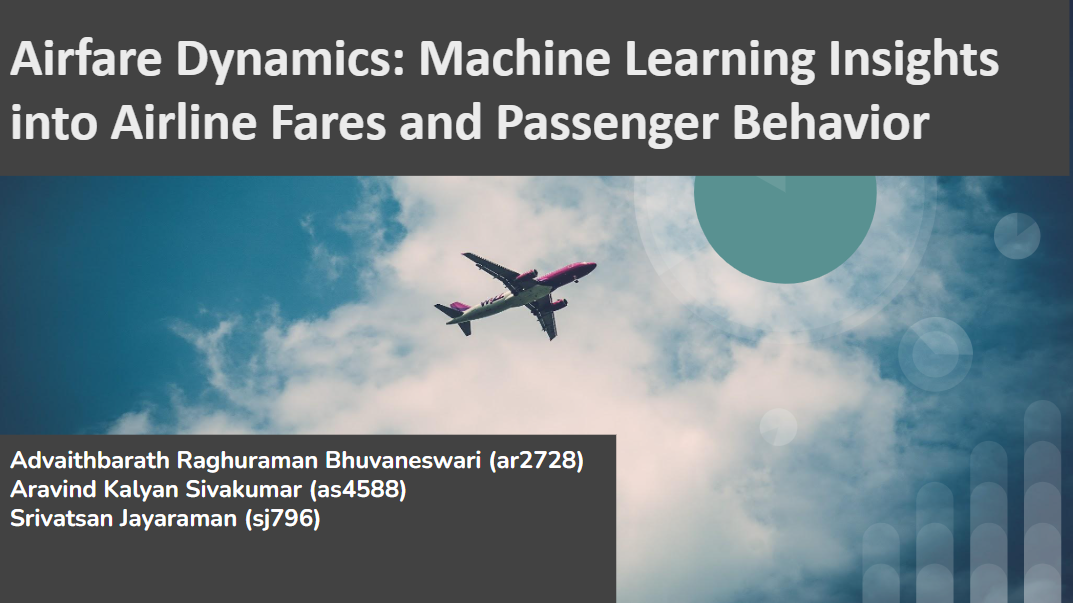 Airfare Dynamics: Machine Learning Insights
into Airline Fares and Passenger Behavior
Advaithbarath Raghuraman Bhuvaneswari (ar2728)
Aravind Kalyan Sivakumar (as4588)
Srivatsan Jayaraman (sj796)